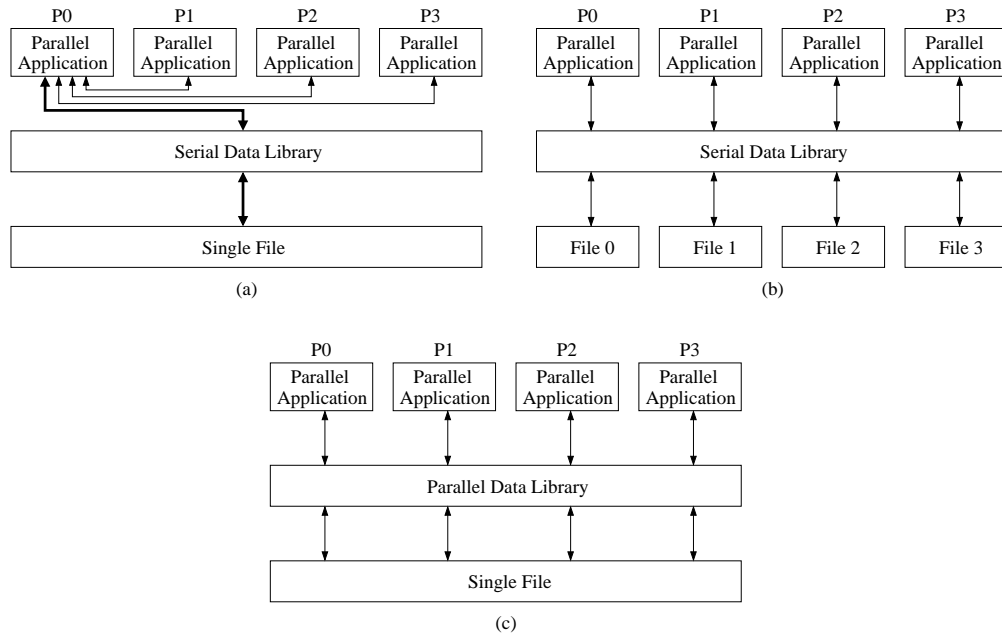 P0 P1 P2 P3
Parallel Application Parallel Application Parallel Application Parallel Application
Serial Data Library
Single File
(a)
P0 P1 P2 P3
Parallel Application Parallel Application Parallel Application Parallel Application
Serial Data Library
File 0 File 1 File 2 File 3
(b)
P0 P1 P2 P3
Parallel Application Parallel Application Parallel Application Parallel Application
Parallel Data Library
Single File
(c)